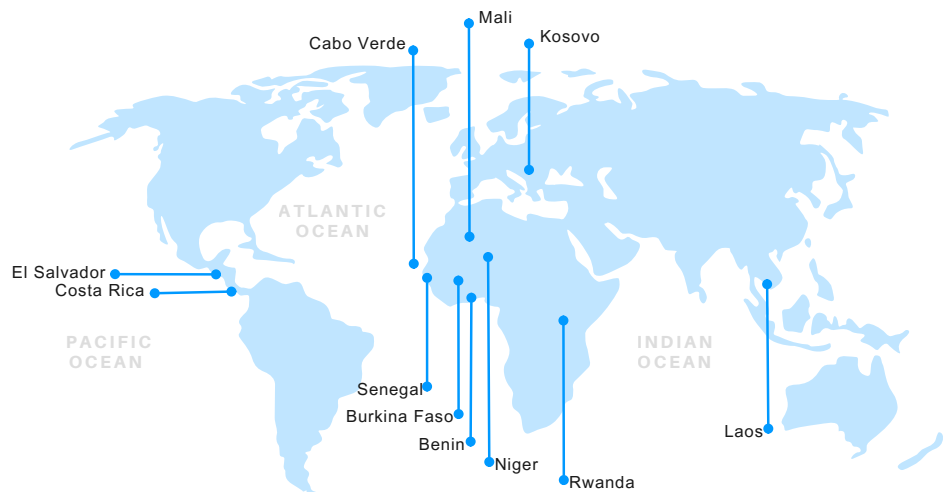 Mali
Kosovo
Cabo Verde
ATLANTIC
OCEAN
El Salvador
Costa Rica
PACIFIC
OCEAN
INDIAN
OCEAN
Senegal
Burkina Faso
Benin
Niger
Rwanda
Laos